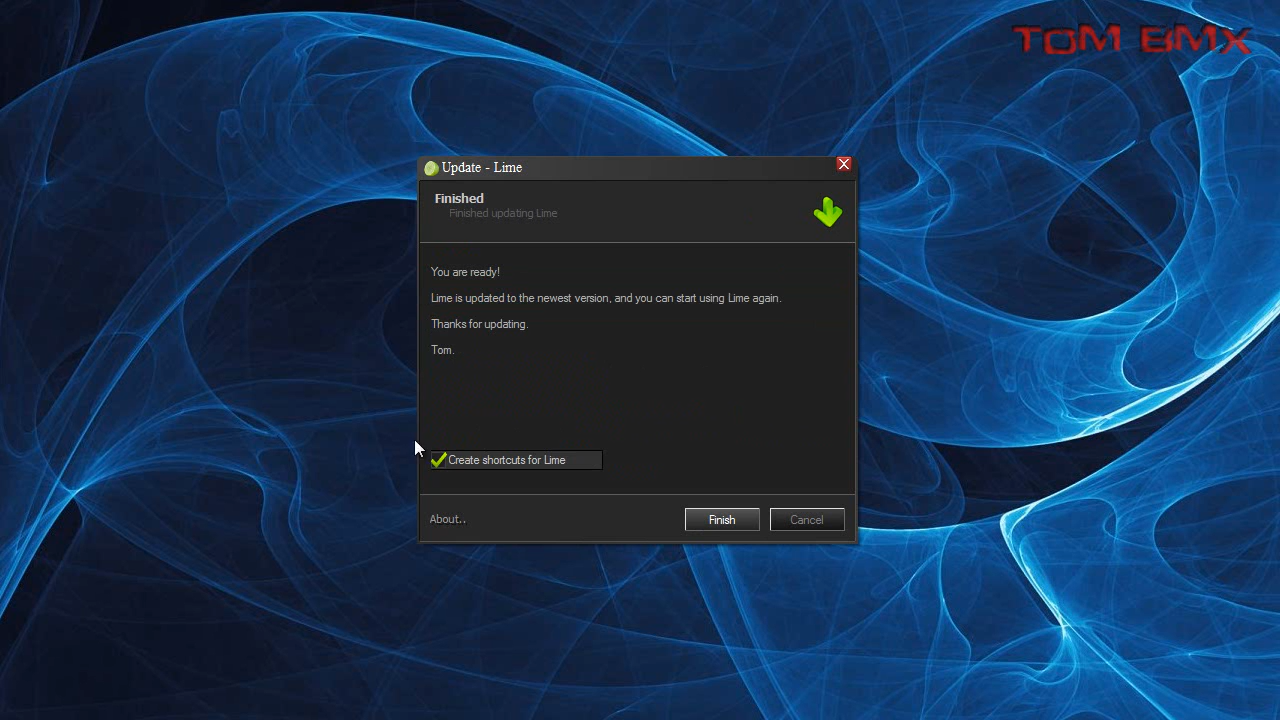 TOM BMX
Update - Lime
Finished
Finished updating Lime
You are ready!
Lime is updated to the newest version, and you can start using Lime again.
Thanks for updating.
Tom.
Create shortcuts for Lime
About..
Finish
Cancel